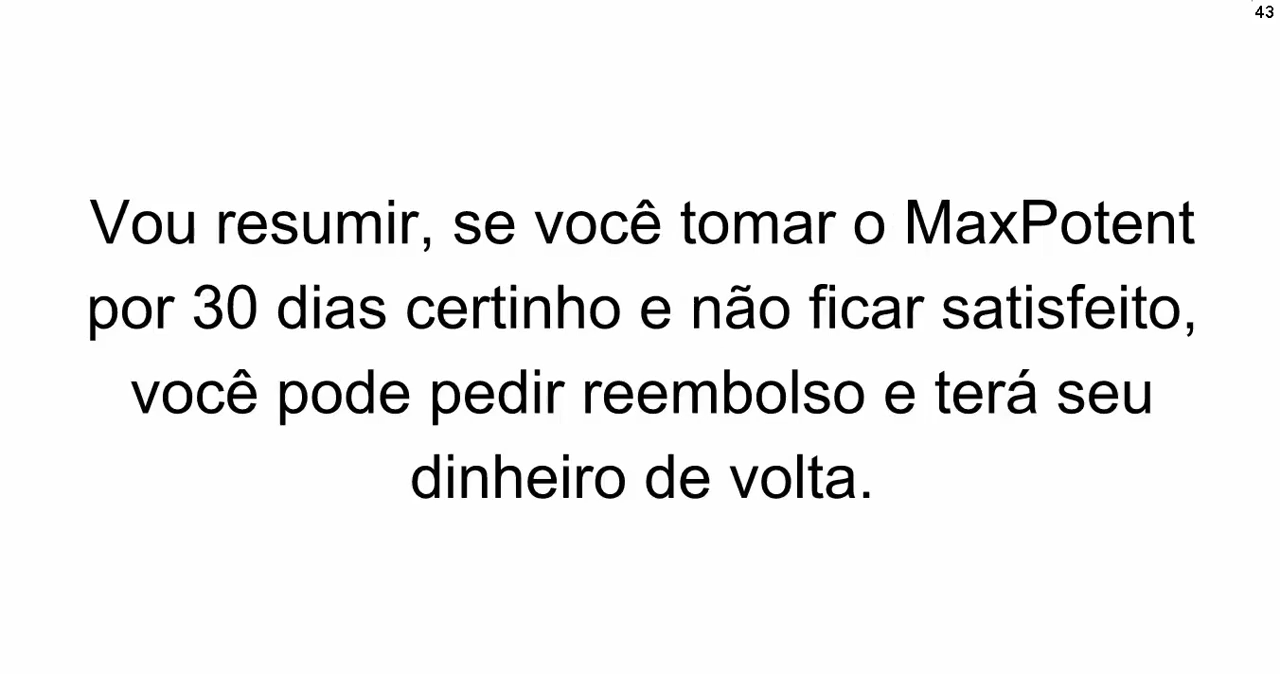 43
Vou resumir, se você tomar o MaxPotent
por 30 dias certinho e não ficar satisfeito,
você pode pedir reembolso e terá seu
dinheiro de volta.